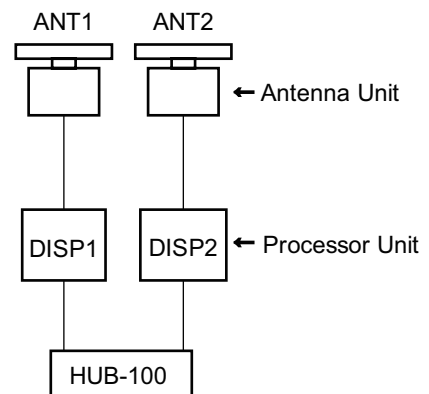 ANT1 ANT2
← Antenna Unit
DISP1 DISP2 ← Processor Unit
HUB-100